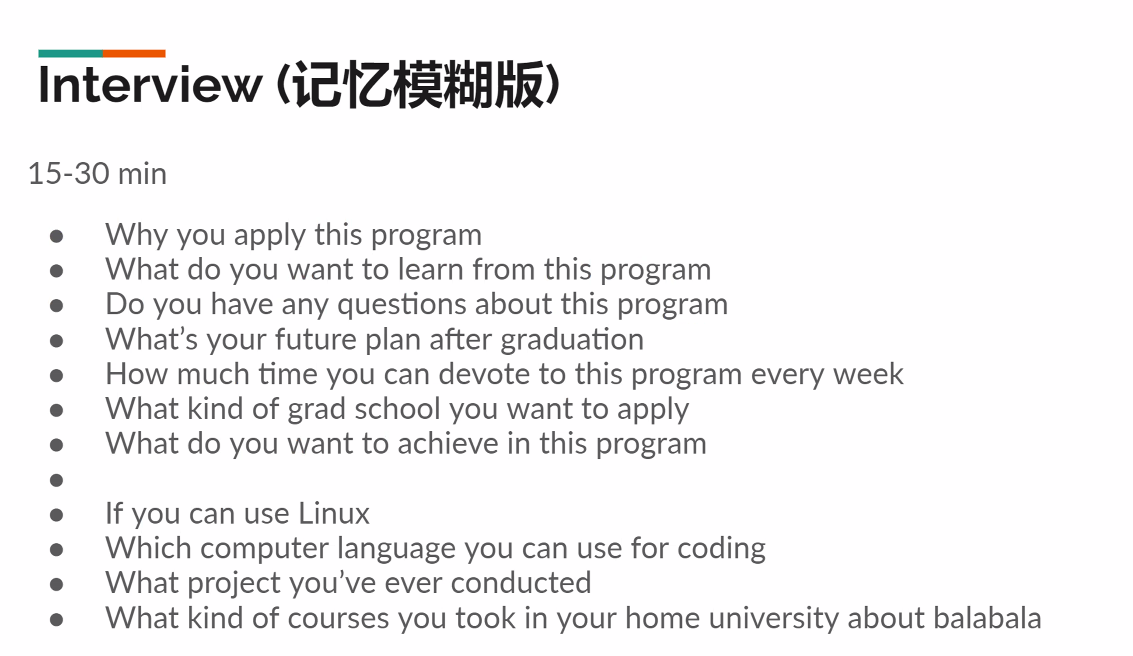 Interview (记忆模糊版)
15-30 min
● Why you apply this program
● What do you want to learn from this program
● Do you have any questions about this program
● What’s your future plan after graduation
● How much time you can devote to this program every week
● What kind of grad school you want to apply
● What do you want to achieve in this program
●
● If you can use Linux
● Which computer language you can use for coding
● What project you’ve ever conducted
● What kind of courses you took in your home university about balabala